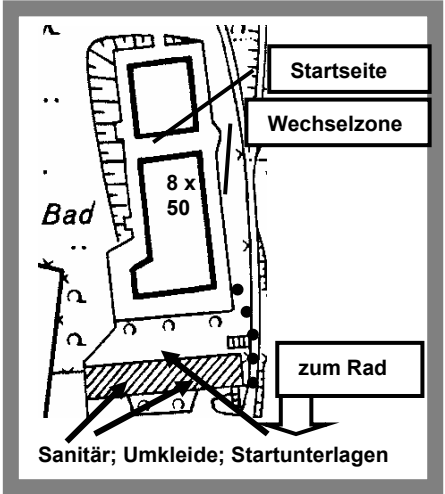 Startseite
Wechselzone
8 x
50
Bad
zum Rad
Sanitär; Umkleide; Startunterlagen